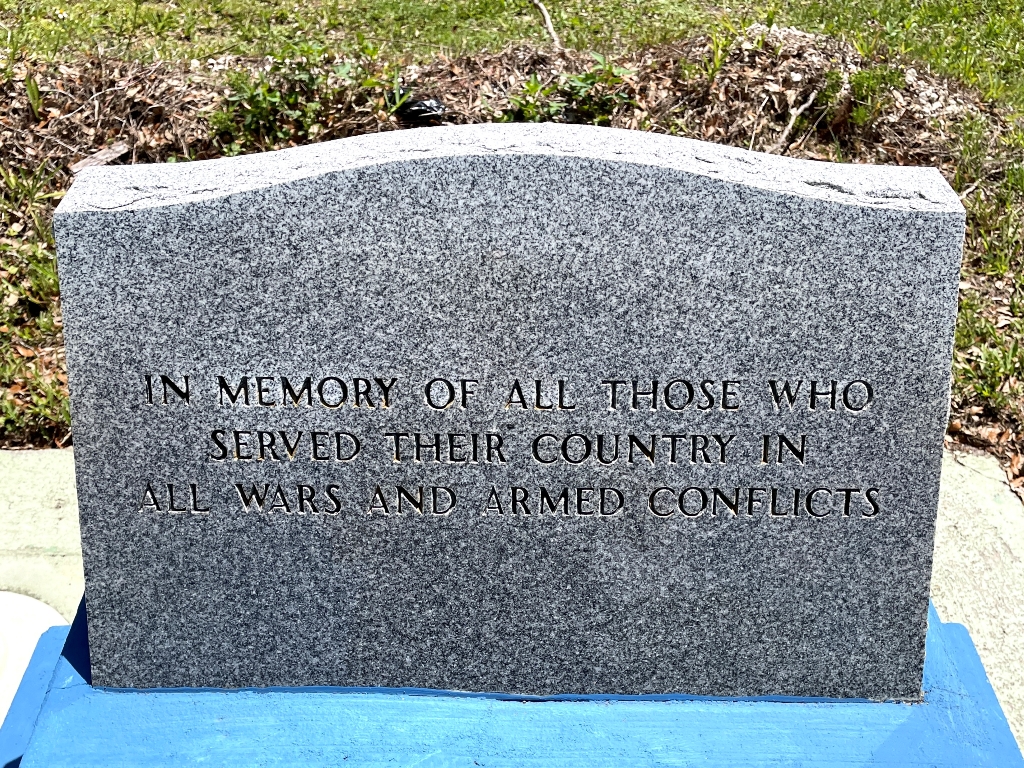 IN MEMORY OF ALL THOSE WHO
SERVED THEIR COUNTRY IN
ALL WARS AND ARMED CONFLICTS